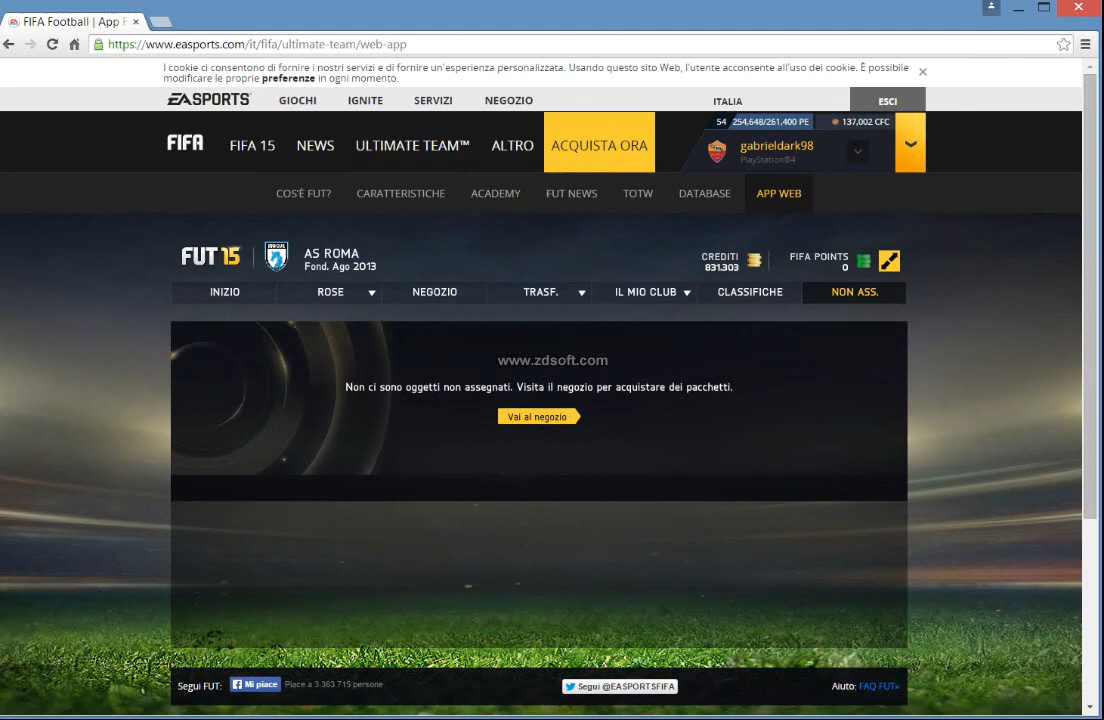 FIFA Football | App F
https://www.easports.com/it/fifa/ultimate-team/web-app
I cookie ci consentono di fornire i nostri servizi e di fornire un'esperienza personalizzata. Usando questo sito Web, l'utente acconsente all'uso dei cookie. È possibile
modificare le proprie preferenze in ogni momento.
EA SPORTS GIOCHI IGNITE SERVIZI NEGOZIO ITALIA ESCI
54 254,648/261,400 PE 137,002 CFC
FIFA FIFA 15 NEWS ULTIMATE TEAM™ ALTRO ACQUISTA ORA gabrieldark98
PlayStation®4
COS'È FUT? CARATTERISTICHE ACADEMY FUT NEWS TOTW DATABASE APP WEB
FUT 15 AS ROMA CREDITI FIFA POINTS
Fond. Ago 2013 831.303 0
INIZIO ROSE NEGOZIO TRASF. IL MIO CLUB CLASSIFICHE NON ASS.
www.zdsoft.com
Non ci sono oggetti non assegnati. Visita il negozio per acquistare dei pacchetti.
Vai al negozio
Segui FUT: Mi piace Piace a 3.363.715 persone Segui @EASPORTSFIFA Aiuto: FAQ FUT»